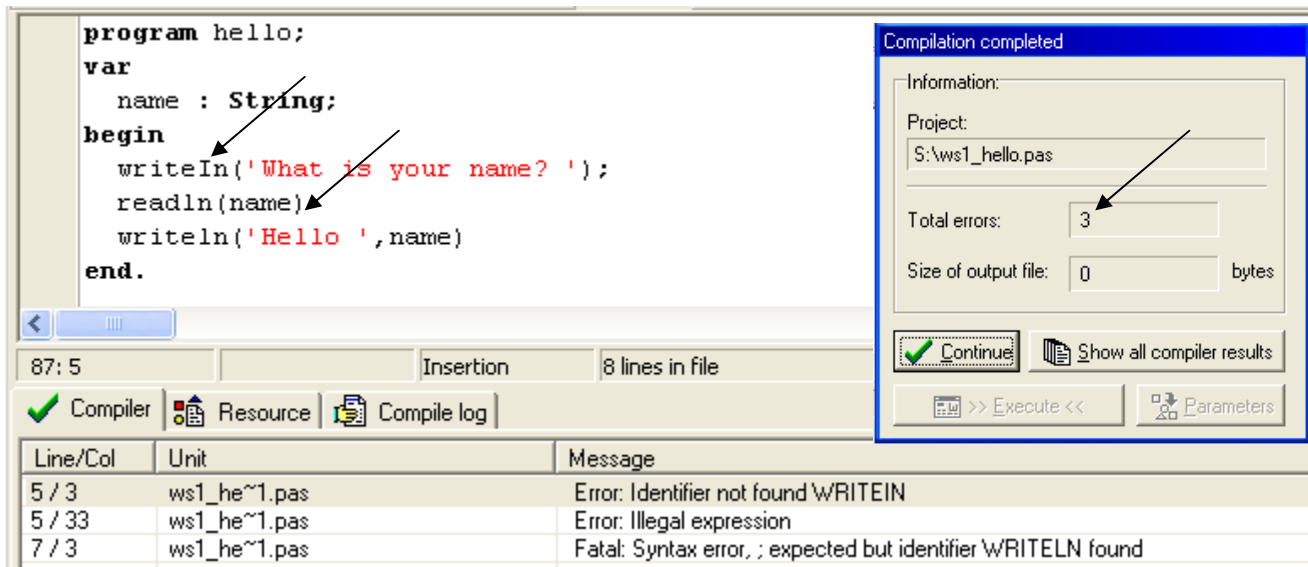 program hello;
var
name : String;
begin
writeIn('What is your name? ');
readln(name)
writeln('Hello ',name)
end.
87: 5 Insertion 8 lines in file
Compiler Resource Compile log
Line/Col Unit Message
5 / 3 ws1_he~1.pas Error: Identifier not found WRITEIN
5 / 33 ws1_he~1.pas Error: Illegal expression
7 / 3 ws1_he~1.pas Fatal: Syntax error, ; expected but identifier WRITELN found
Compilation completed
Information:
Project:
S:\ws1_hello.pas
Total errors: 3
Size of output file: 0 bytes
Continue Show all compiler results
>> Execute << Parameters